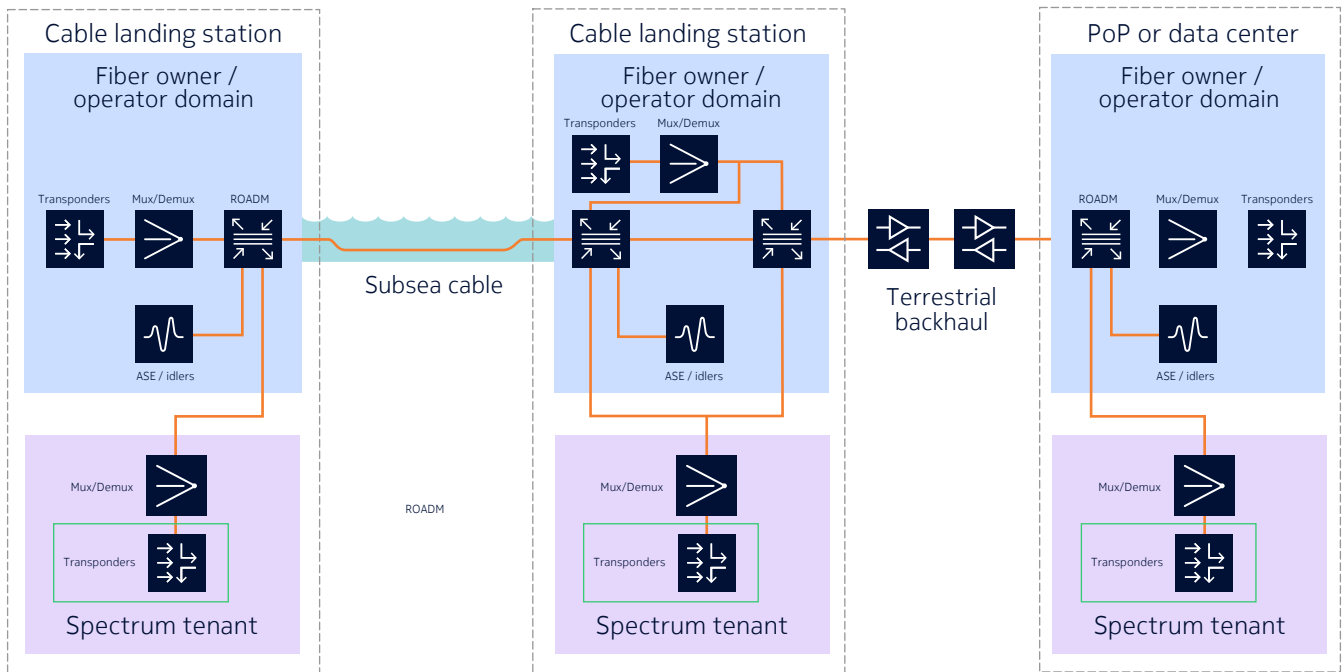 Cable landing station
Fiber owner /
operator domain
Transponders
Mux/Demux
ROADM
ASE / idlers
Mux/Demux
Transponders
Spectrum tenant
Subsea cable
ROADM
Cable landing station
Fiber owner /
operator domain
Transponders
Mux/Demux
ASE / idlers
Mux/Demux
Transponders
Spectrum tenant
Terrestrial
backhaul
PoP or data center
Fiber owner /
operator domain
ROADM
Mux/Demux
Transponders
ASE / idlers
Mux/Demux
Transponders
Spectrum tenant